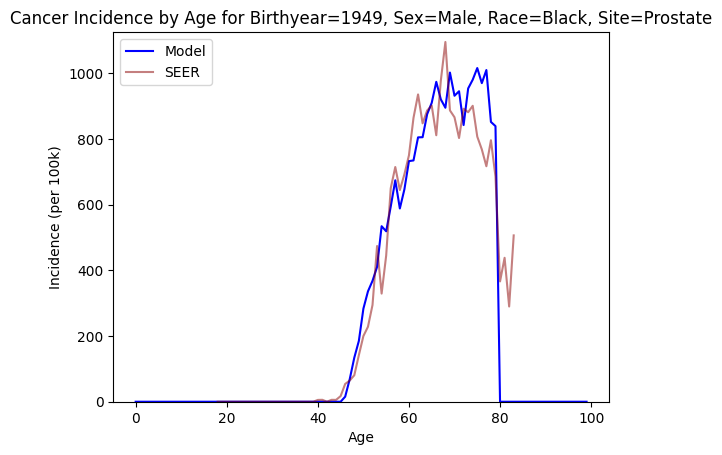 Cancer Incidence by Age for Birthyear=1949, Sex=Male, Race=Black, Site=Prostate
Model
SEER
Incidence (per 100k)
1000
800
600
400
200
0
0 20 40 60 80 100
Age